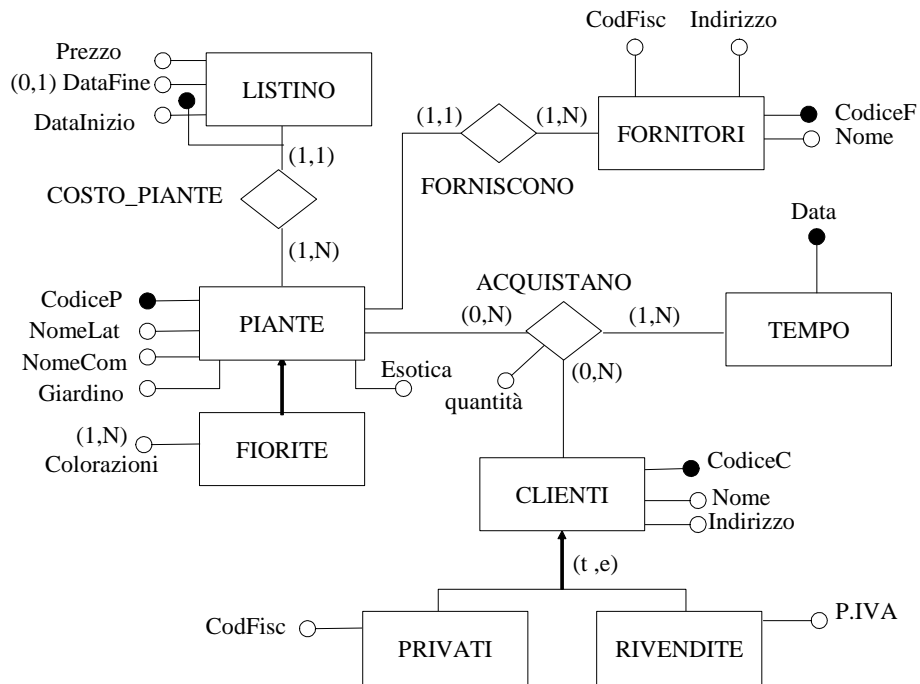 CodFisc
Indirizzo
Prezzo
(0,1) DataFine
DataInizio
LISTINO
(1,1)
(1,1)
(1,N)
FORNITORI
CodiceF
Nome
FORNISCONO
COSTO_PIANTE
(1,N)
Data
ACQUISTANO
CodiceP
NomeLat
NomeCom
Giardino
PIANTE
(0,N)
(1,N)
TEMPO
Esotica
quantità
(0,N)
(1,N)
Colorazioni
FIORITE
CLIENTI
CodiceC
Nome
Indirizzo
(t ,e)
CodFisc
PRIVATI
RIVENDITE
P.IVA